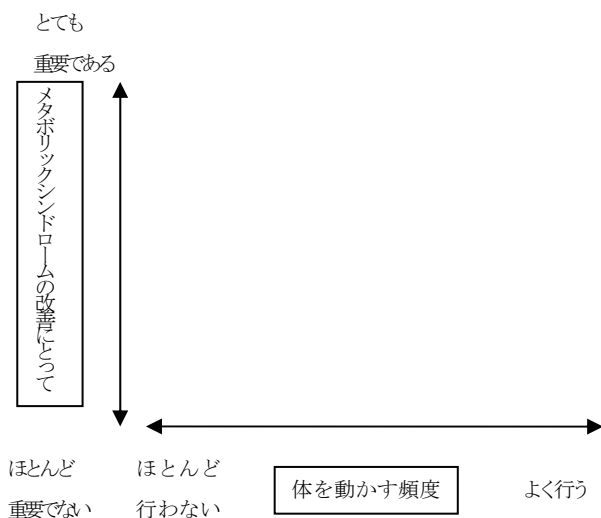 とても
重要である
メタボリックシンドロームの改善にとって
ほとんど
重要でない
ほとんど
行わない
体を動かす頻度
よく行う